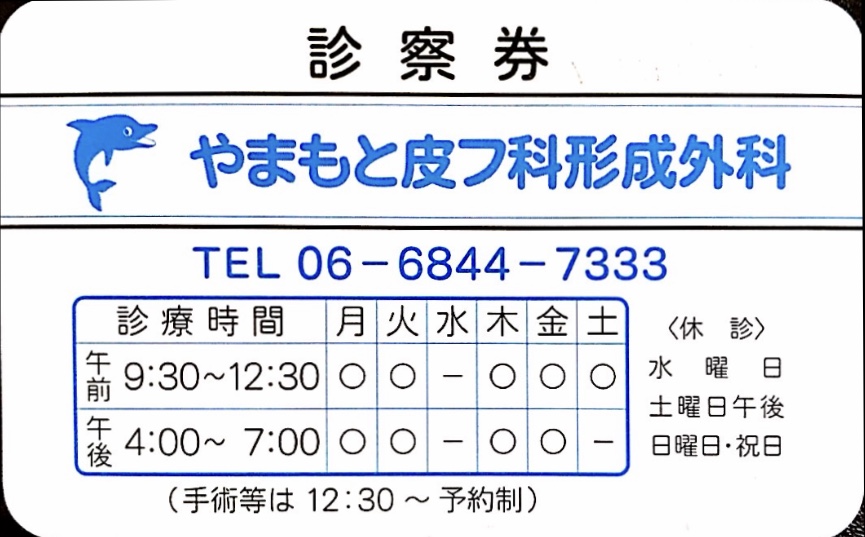 診察券
やまもと皮フ科形成外科
TEL 06-6844-7333
診療時間 月 火 水 木 金 土
午前 9:30~12:30 ○ ○ - ○ ○ ○
午後 4:00~ 7:00 ○ ○ - ○ ○ -
〈休 診〉
水 曜 日
土曜日午後
日曜日・祝日
(手術等は 12:30 ~ 予約制)